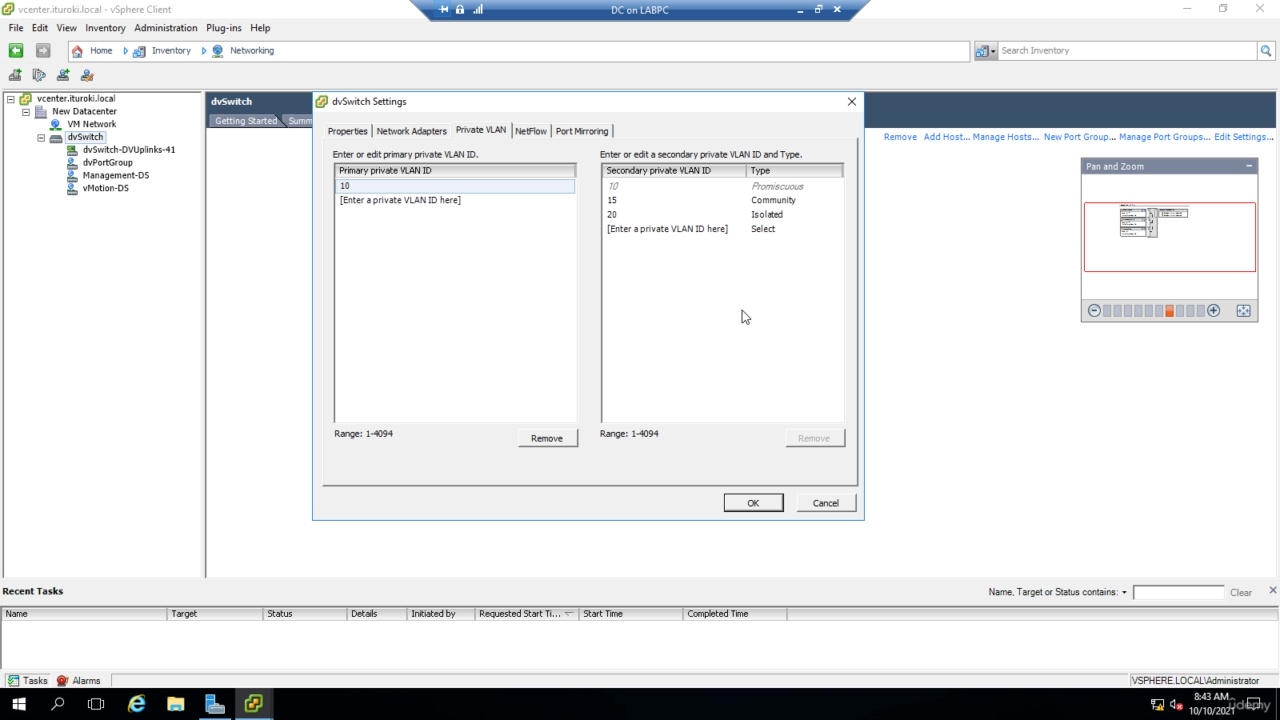 vcenter.ituroki.local - vSphere Client
DC on LABPC
File Edit View Inventory Administration Plug-ins Help
Home Inventory Networking
Search Inventory
vcenter.ituroki.local
New Datacenter
VM Network
dvSwitch
dvSwitch-DVUplinks-41
dvPortGroup
Management-DS
vMotion-DS
dvSwitch
Getting Started Summ
Remove Add Host... Manage Hosts... New Port Group... Manage Port Groups... Edit Settings...
Pan and Zoom
dvSwitch Settings
Properties Network Adapters Private VLAN NetFlow Port Mirroring
Enter or edit primary private VLAN ID.
Primary private VLAN ID
10
[Enter a private VLAN ID here]
Range: 1-4094
Remove
Enter or edit a secondary private VLAN ID and Type.
Secondary private VLAN ID Type
10 Promiscuous
15 Community
20 Isolated
[Enter a private VLAN ID here] Select
Range: 1-4094
Remove
OK Cancel
Recent Tasks
Name, Target or Status contains: Clear
Name Target Status Details Initiated by Requested Start Ti... Start Time Completed Time
Tasks Alarms
VSPHERE.LOCAL\Administrator
8:43 AM
10/10/2021
udemy